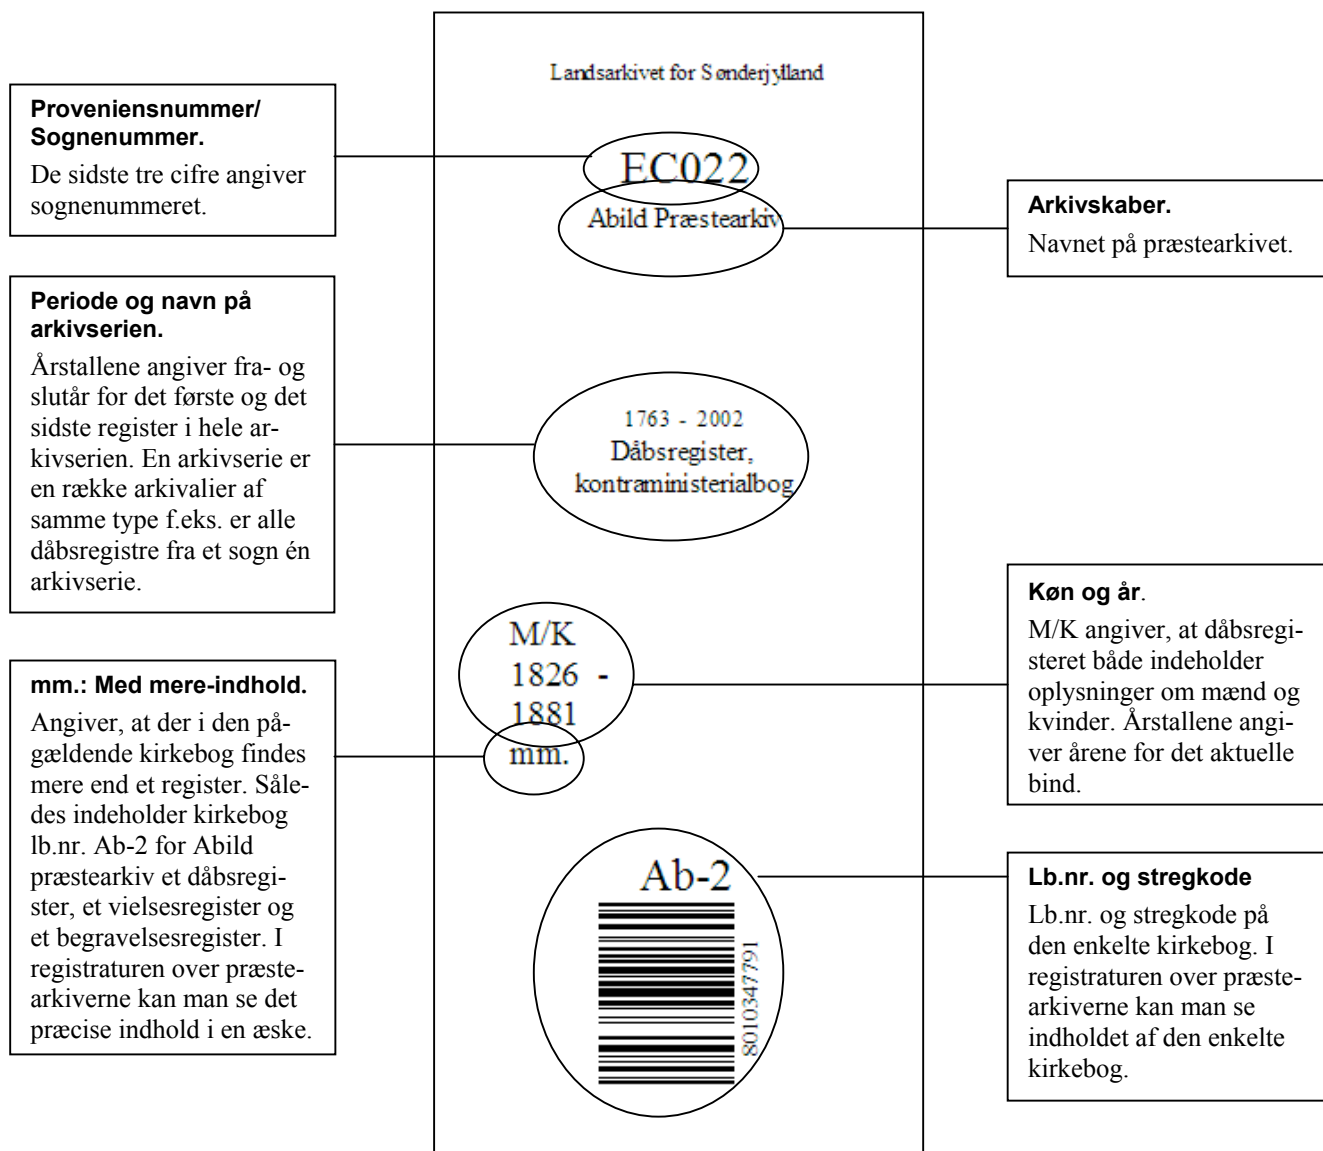 Landsarkivet for Sønderjylland
Proveniensnummer/
Sognenummer.
De sidste tre cifre angiver
sognenummeret.
EC022
Abild Præstearkiv
Arkivskaber.
Navnet på præstearkivet.
Periode og navn på
arkivserien.
Årstallene angiver fra- og
slutår for det første og det
sidste register i hele ar-
kivserien. En arkivserie er
en række arkivalier af
samme type f.eks. er alle
dåbsregistre fra et sogn én
arkivserie.
1763 - 2002
Dåbsregister,
kontraministerialbog
M/K
1826 -
1881
mm.
Køn og år.
M/K angiver, at dåbsregi-
steret både indeholder
oplysninger om mænd og
kvinder. Årstallene angi-
ver årene for det aktuelle
bind.
mm.: Med mere-indhold.
Angiver, at der i den på-
gældende kirkebog findes
mere end et register. Såle-
des indeholder kirkebog
lb.nr. Ab-2 for Abild
præstearkiv et dåbsregi-
ster, et vielsesregister og
et begravelsesregister. I
registraturen over præste-
arkiverne kan man se det
præcise indhold i en æske.
Ab-2
8010347791
Lb.nr. og stregkode
Lb.nr. og stregkode på
den enkelte kirkebog. I
registraturen over præste-
arkiverne kan man se
indholdet af den enkelte
kirkebog.